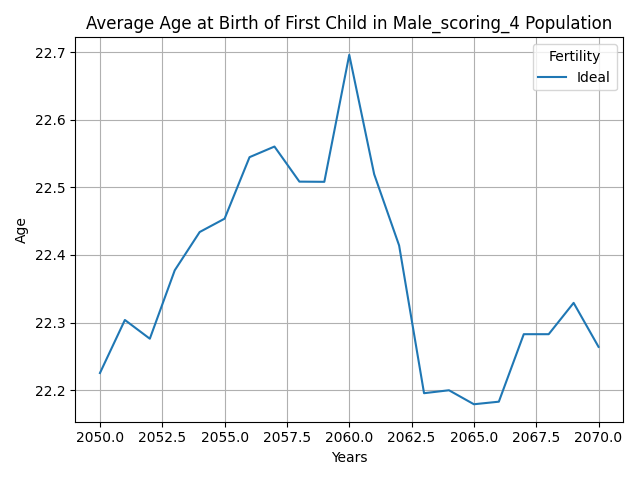 Average Age at Birth of First Child in Male_scoring_4 Population
Fertility
Ideal
Age
22.7
22.6
22.5
22.4
22.3
22.2
2050.0 2052.5 2055.0 2057.5 2060.0 2062.5 2065.0 2067.5 2070.0
Years